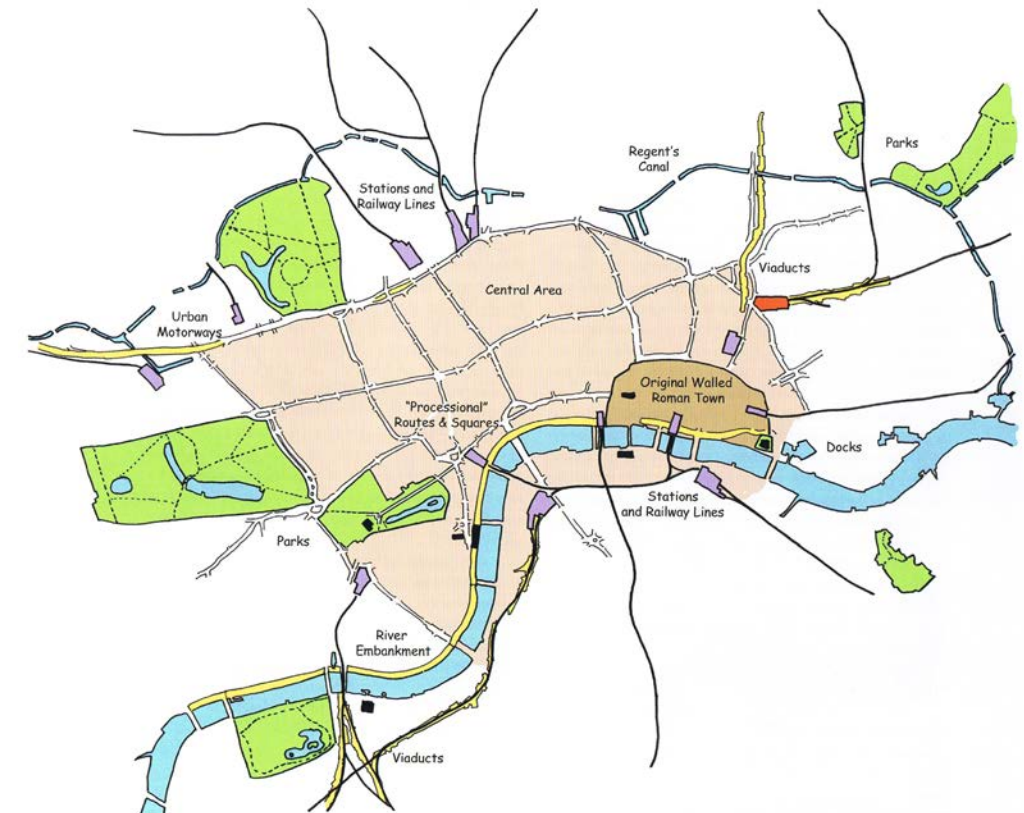 Parks
Regent's
Canal
Stations and
Railway Lines
Viaducts
Central Area
Urban
Motorways
Original Walled
Roman Town
"Processional"
Routes & Squares
Docks
Stations
and Railway Lines
Parks
River
Embankment
Viaducts